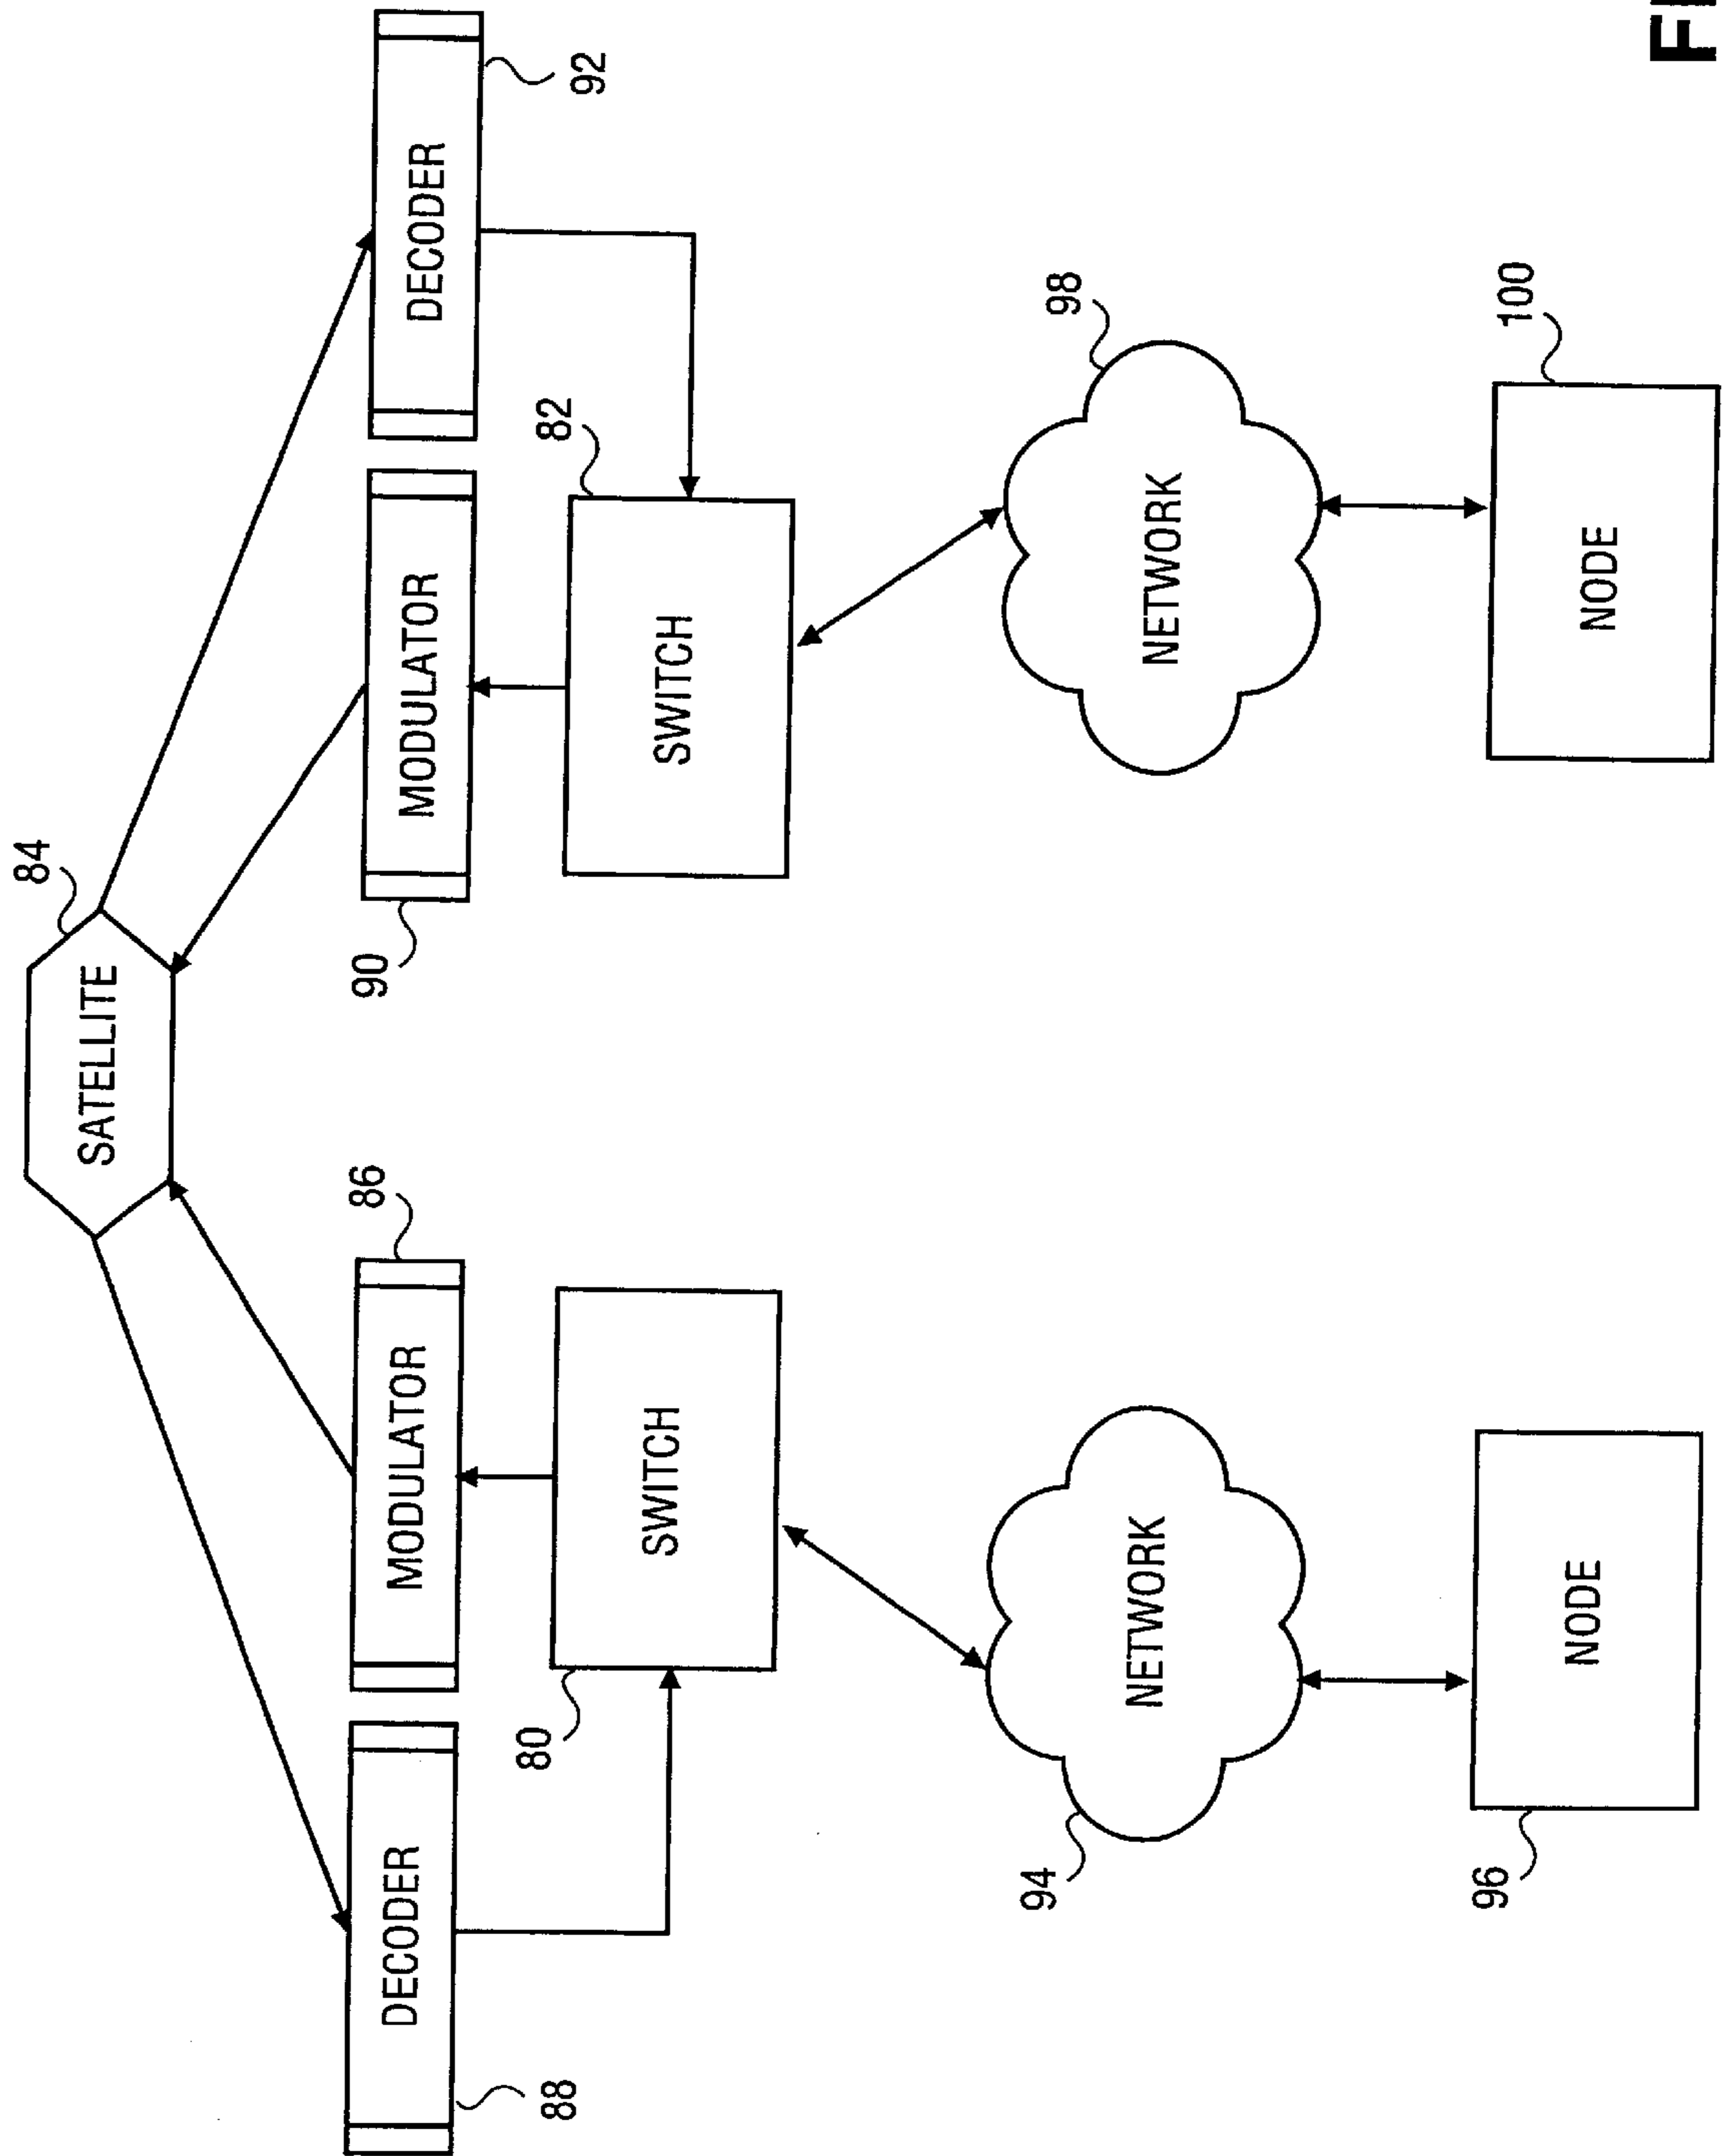 84
SATELLITE
86
90
DECODER
MODULATOR
MODULATOR
DECODER
88
80
82
92
SWITCH
SWITCH
94
98
NETWORK
NETWORK
96
100
NODE
NODE